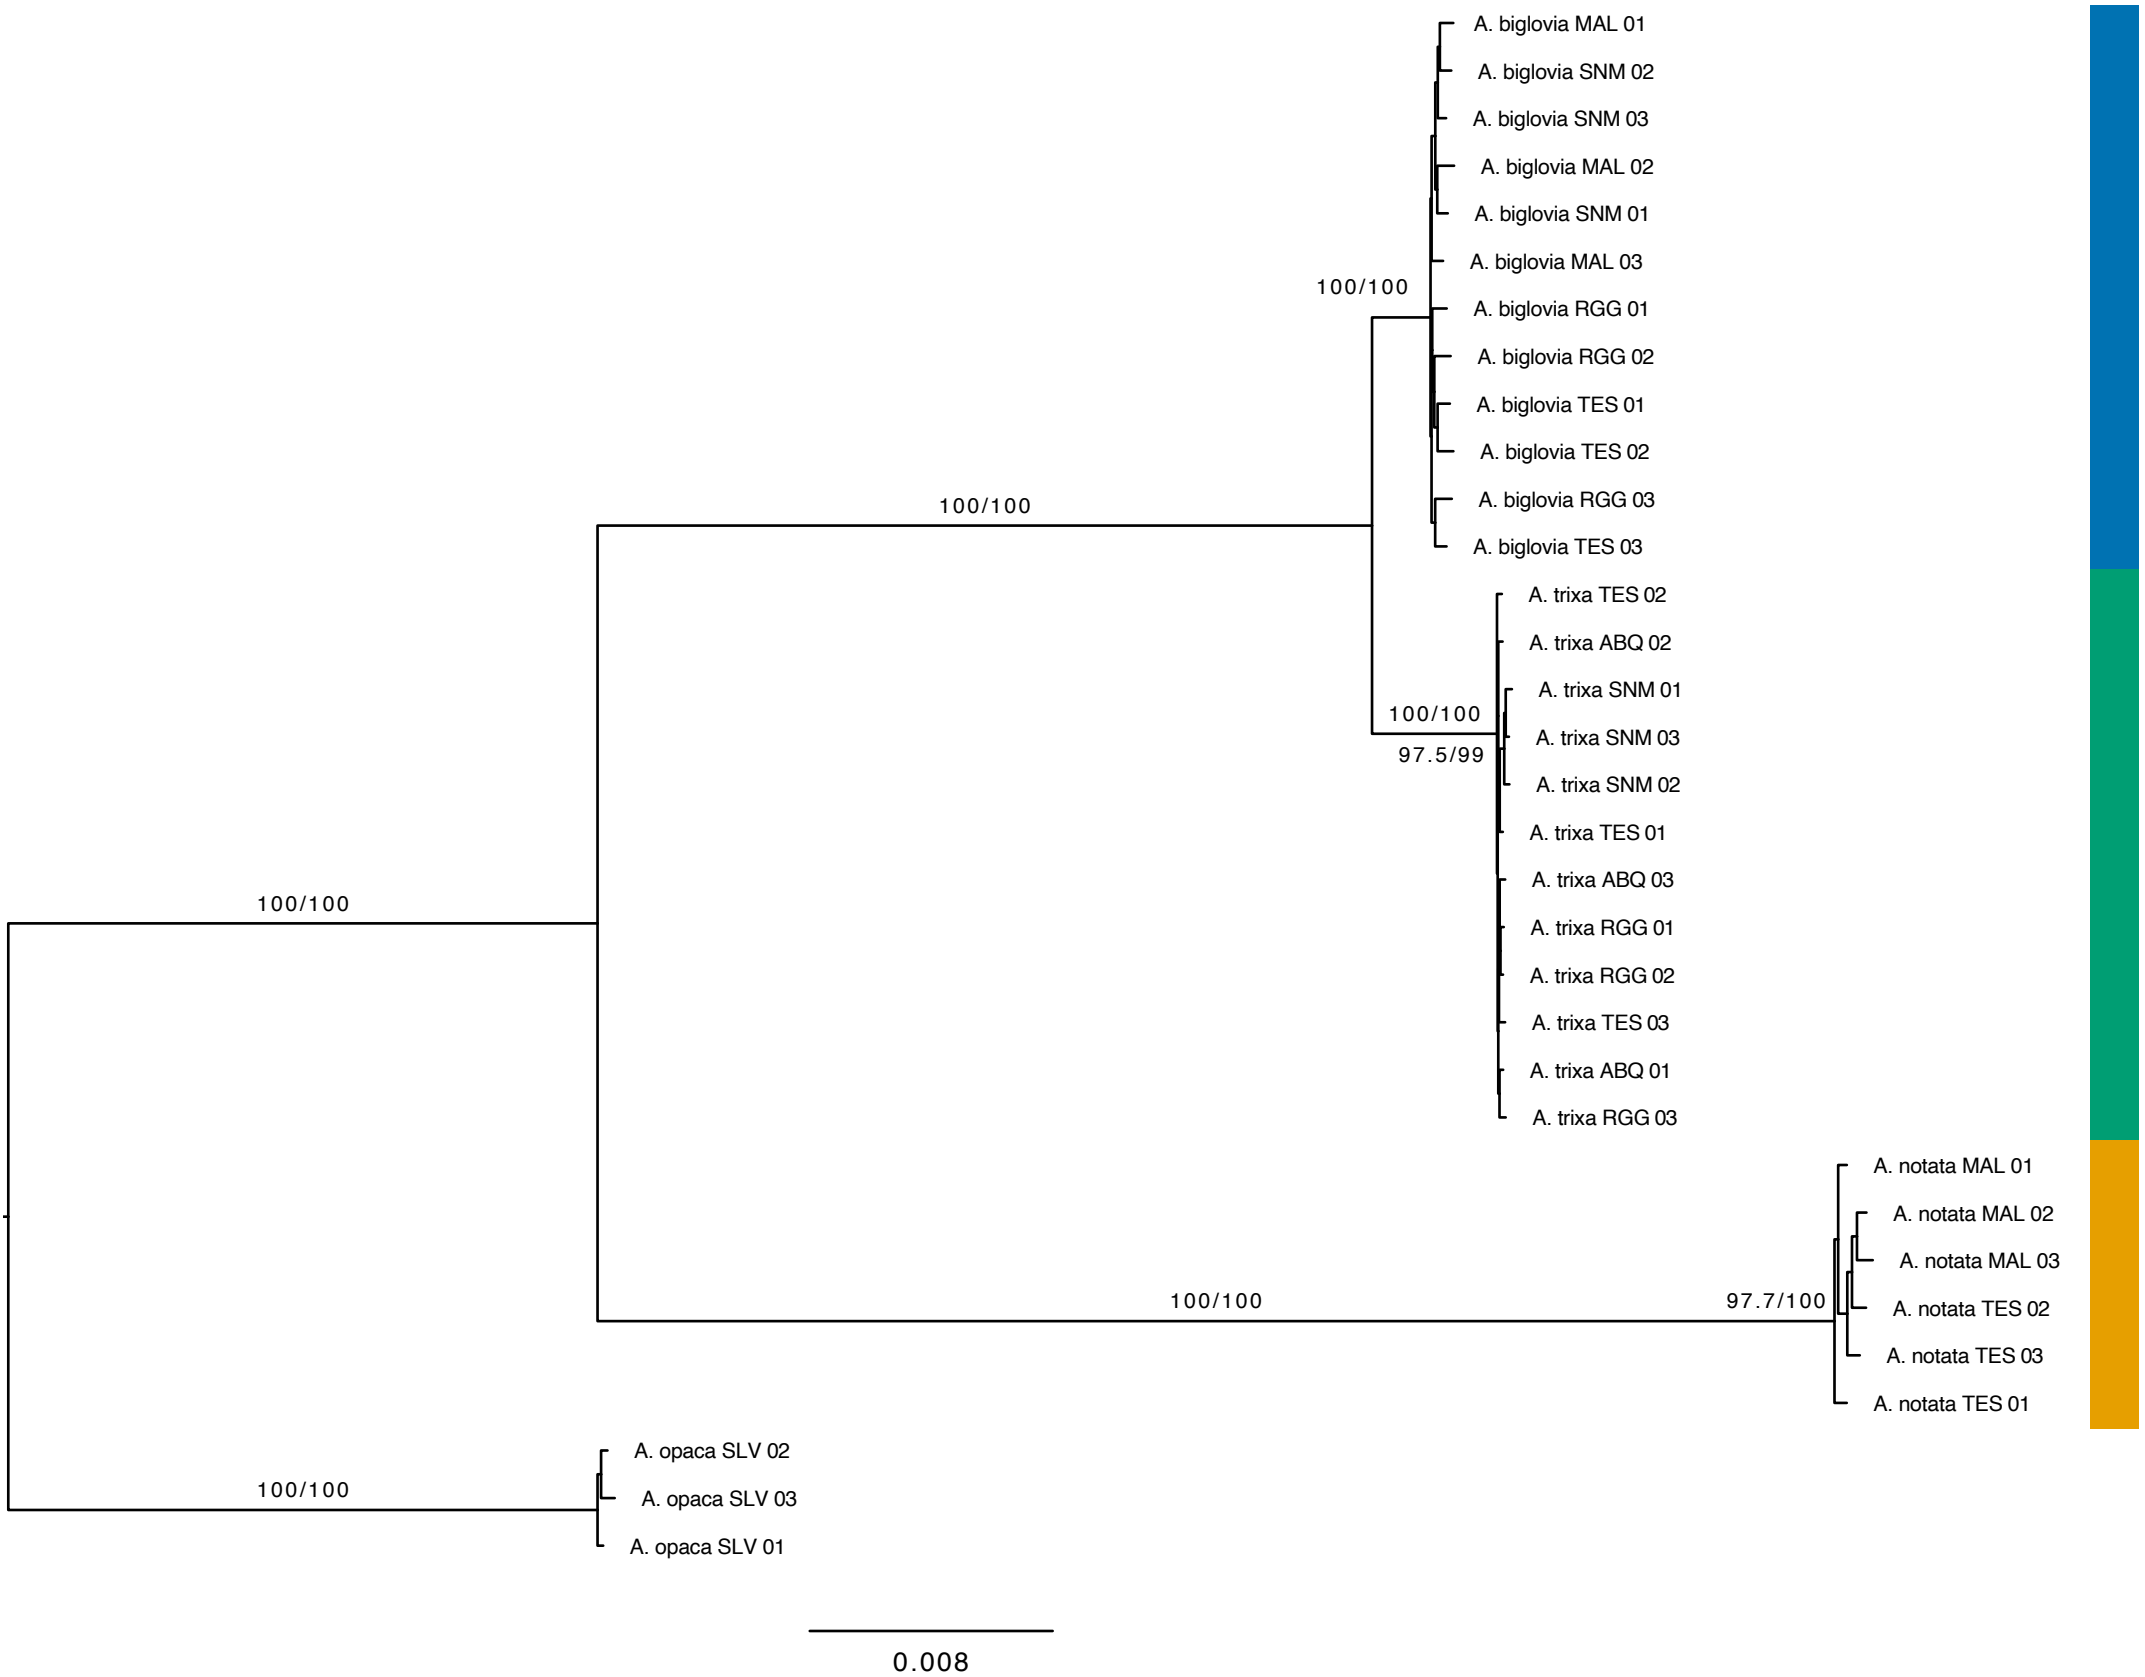 A. biglovia MAL 01
A. biglovia SNM 02
A. biglovia SNM 03
A. biglovia MAL 02
A. biglovia SNM 01
A. biglovia MAL 03
100/100
A. biglovia RGG 01
A. biglovia RGG 02
A. biglovia TES 01
A. biglovia TES 02
A. biglovia RGG 03
100/100
A. biglovia TES 03
A. trixa TES 02
A. trixa ABQ 02
A. trixa SNM 01
100/100
A. trixa SNM 03
97.5/99
A. trixa SNM 02
A. trixa TES 01
A. trixa ABQ 03
100/100
A. trixa RGG 01
A. trixa RGG 02
A. trixa TES 03
A. trixa ABQ 01
A. trixa RGG 03
A. notata MAL 01
A. notata MAL 02
A. notata MAL 03
100/100
97.7/100
A. notata TES 02
A. notata TES 03
A. notata TES 01
A. opaca SLV 02
100/100
A. opaca SLV 03
A. opaca SLV 01
0.008